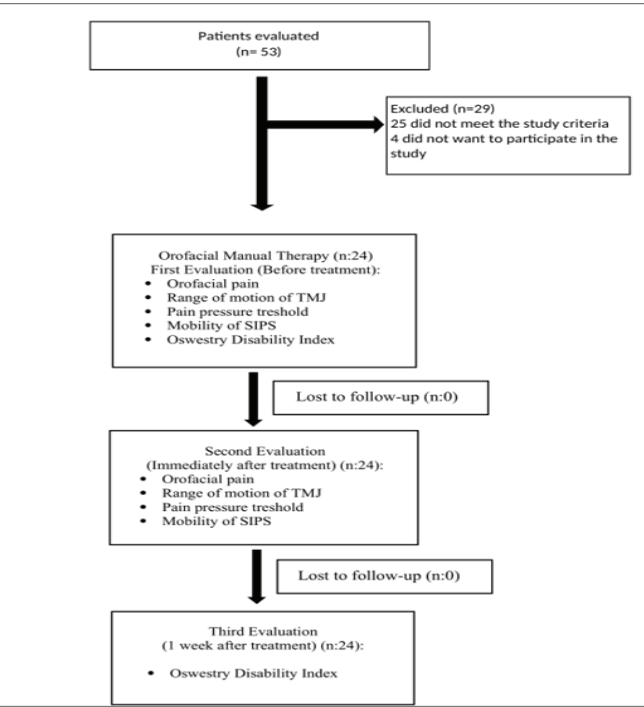 Patients evaluated
(n= 53)
Excluded (n=29)
25 did not meet the study criteria
4 did not want to participate in the
study
Orofacial Manual Therapy (n:24)
First Evaluation (Before treatment):
• Orofacial pain
• Range of motion of TMJ
• Pain pressure treshold
• Mobility of SIPS
• Oswestry Disability Index
Lost to follow-up (n:0)
Second Evaluation
(Immediately after treatment) (n:24):
• Orofacial pain
• Range of motion of TMJ
• Pain pressure treshold
• Mobility of SIPS
Lost to follow-up (n:0)
Third Evaluation
(1 week after treatment) (n:24):
• Oswestry Disability Index